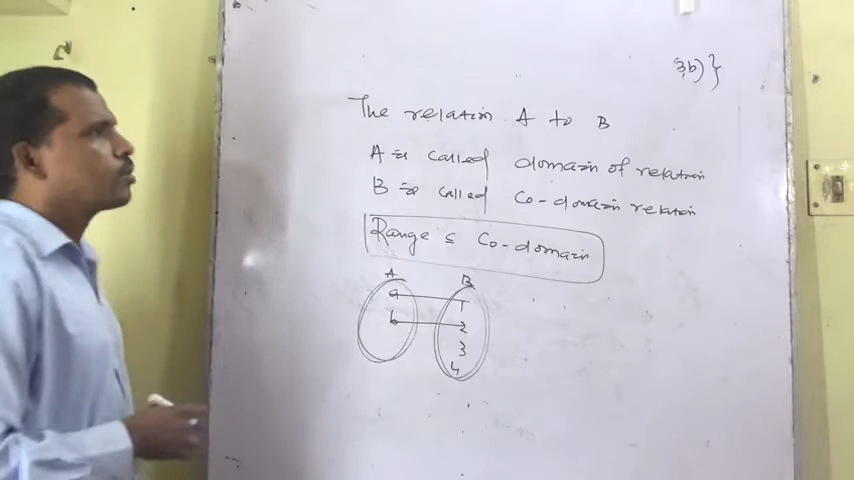 3,b)}
The relation A to B
A is called domain of relation
B is called Co-domain relation
Range ⊆ Co-domain
A B
a 1
b 2
3
4